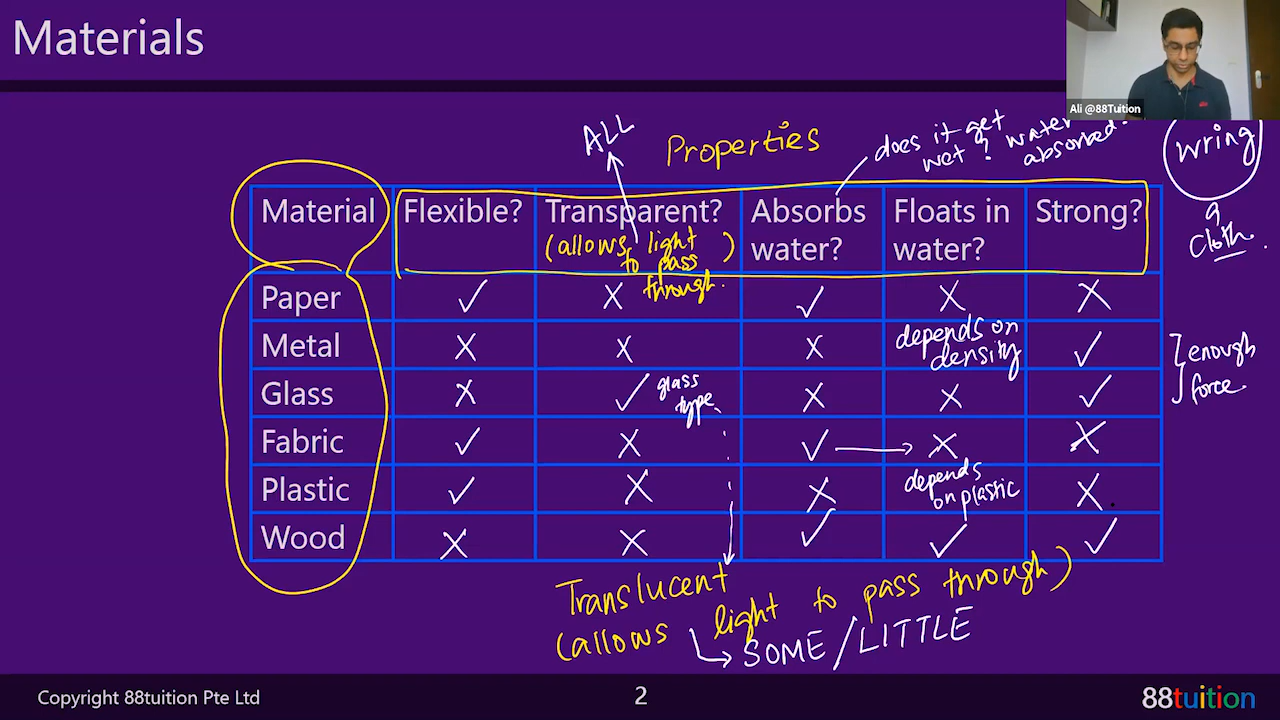 Materials
Ali @88Tuition
ALL
Properties
does it get
wet?
water
absorbed.
wring
a
cloth.
Material Flexible? Transparent? Absorbs water? Floats in water? Strong?
(allows light
to pass
through.
)
Paper ✓ X ✓ X X
Metal X X X depends on density ✓
Glass X ✓ glass type X X ✓
enough
force.
Fabric ✓ X ✓ → X X
Plastic ✓ X X depends on plastic X
Wood X X ✓ ✓ ✓
Translucent
(allows light to pass through)
SOME/LITTLE
Copyright 88tuition Pte Ltd
2
88tuition